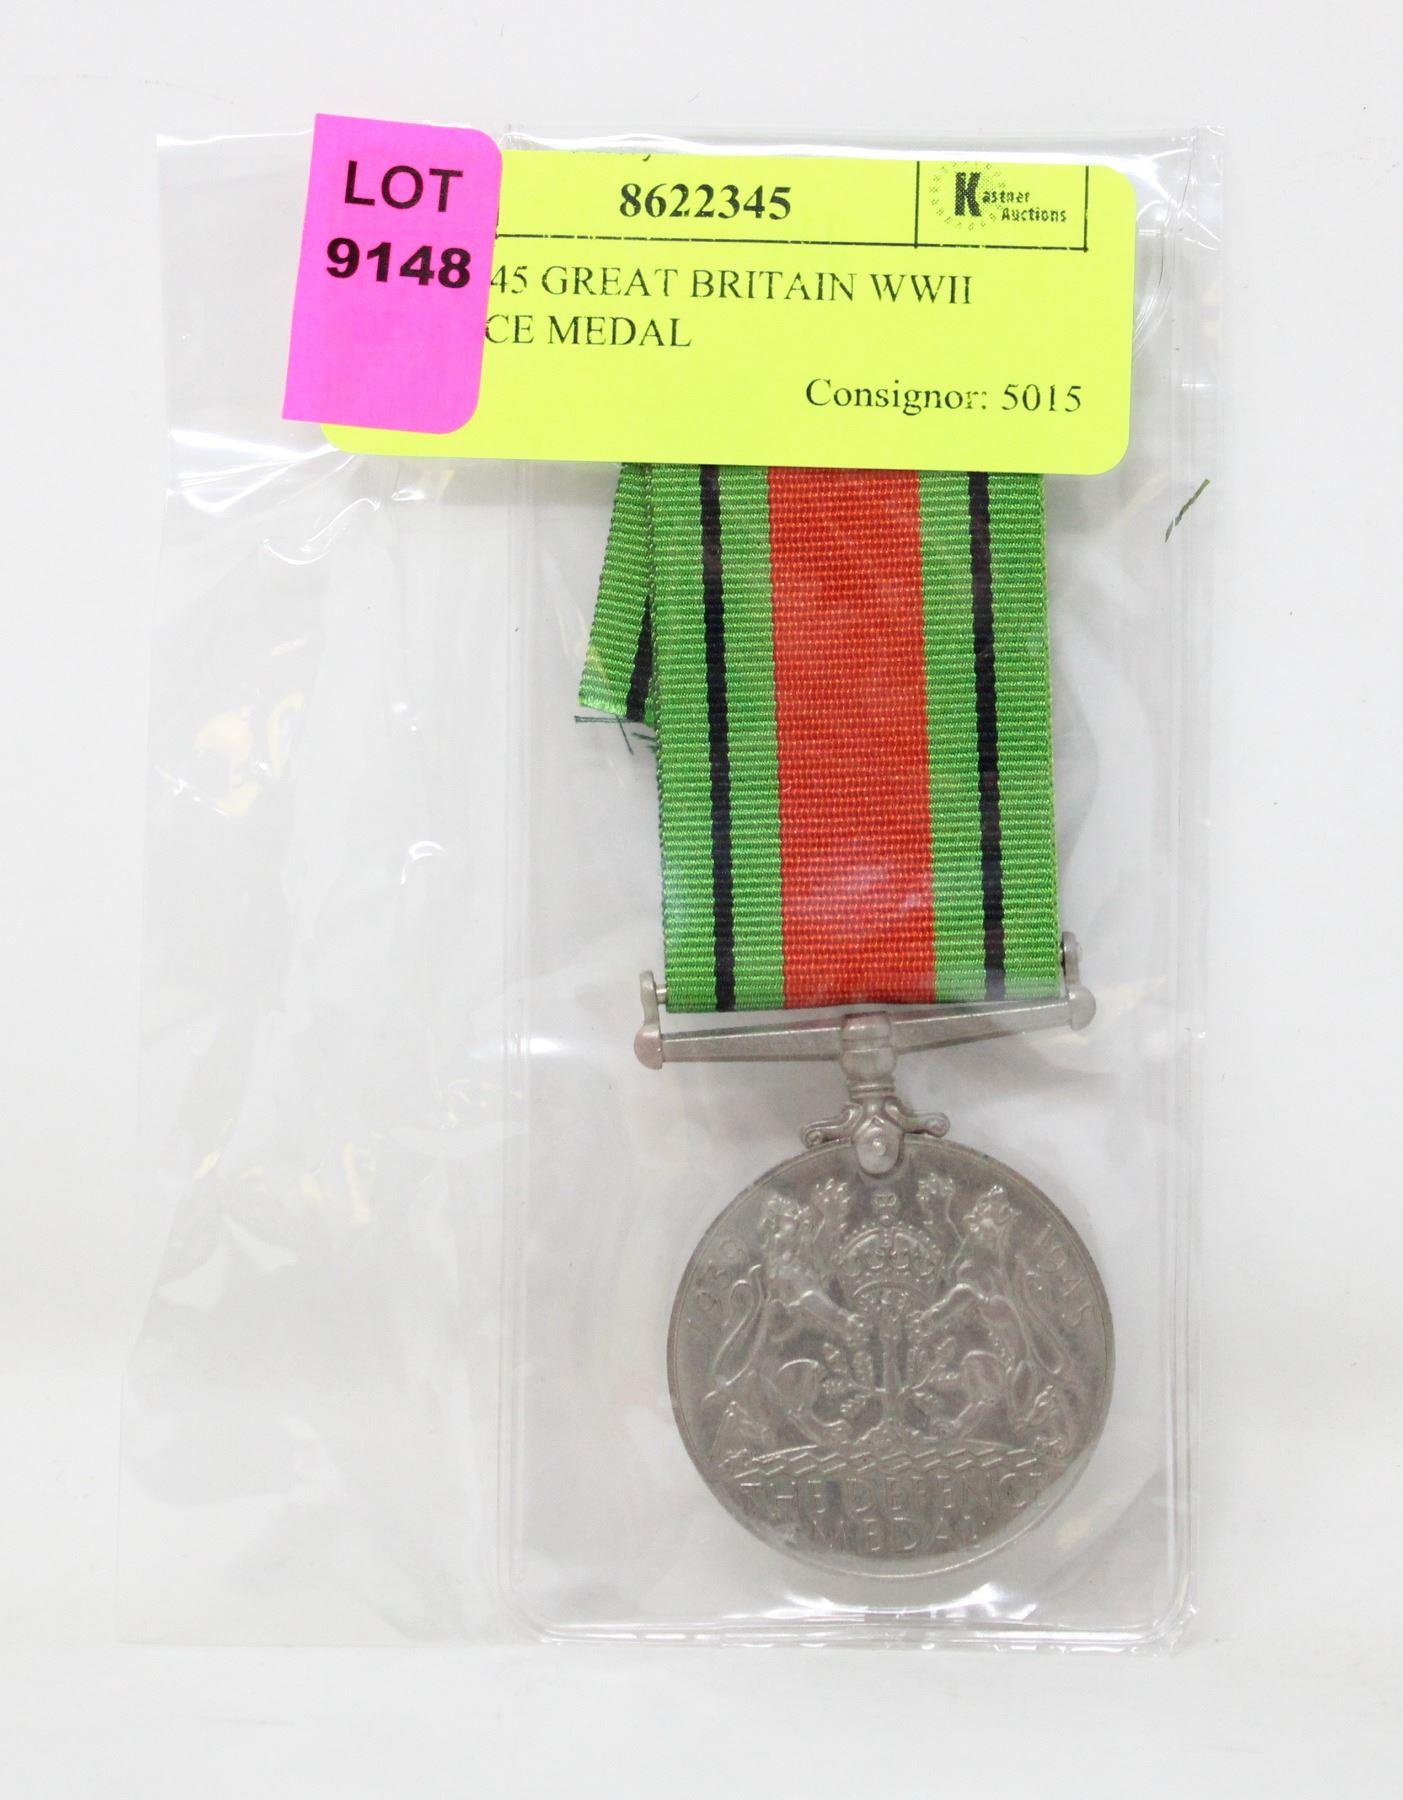 LOT
9148
8622345
Kastner
Auctions
45 GREAT BRITAIN WWII
CE MEDAL
Consignor: 5015
1939 1945
THE DEFENCE
MEDAL